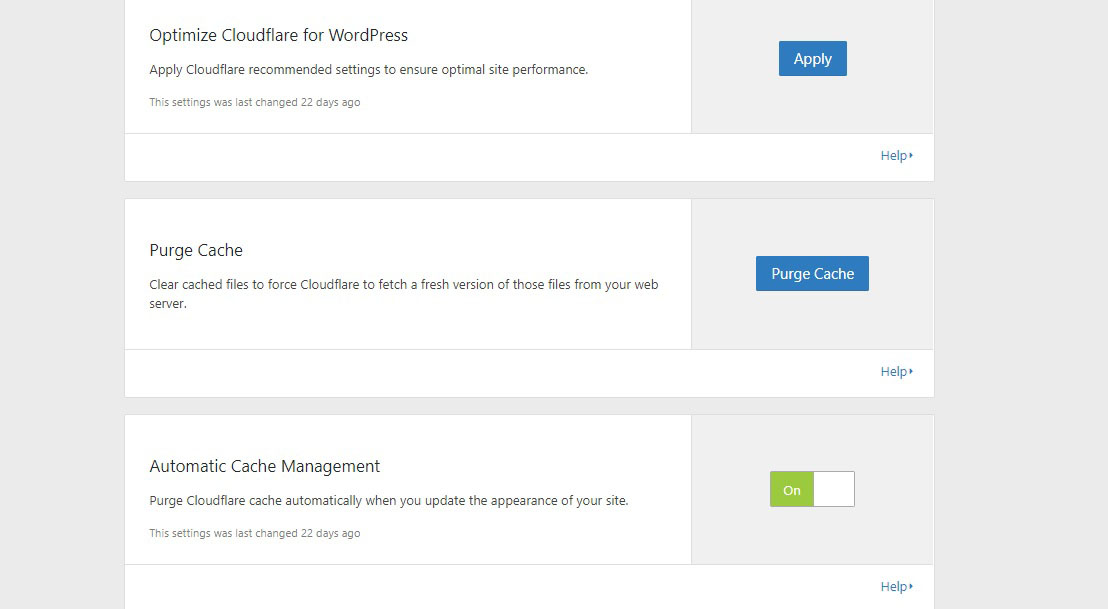 Optimize Cloudflare for WordPress
Apply Cloudflare recommended settings to ensure optimal site performance.
This settings was last changed 22 days ago
Apply
Help
Purge Cache
Clear cached files to force Cloudflare to fetch a fresh version of those files from your web
server.
Purge Cache
Help
Automatic Cache Management
Purge Cloudflare cache automatically when you update the appearance of your site.
This settings was last changed 22 days ago
On
Help